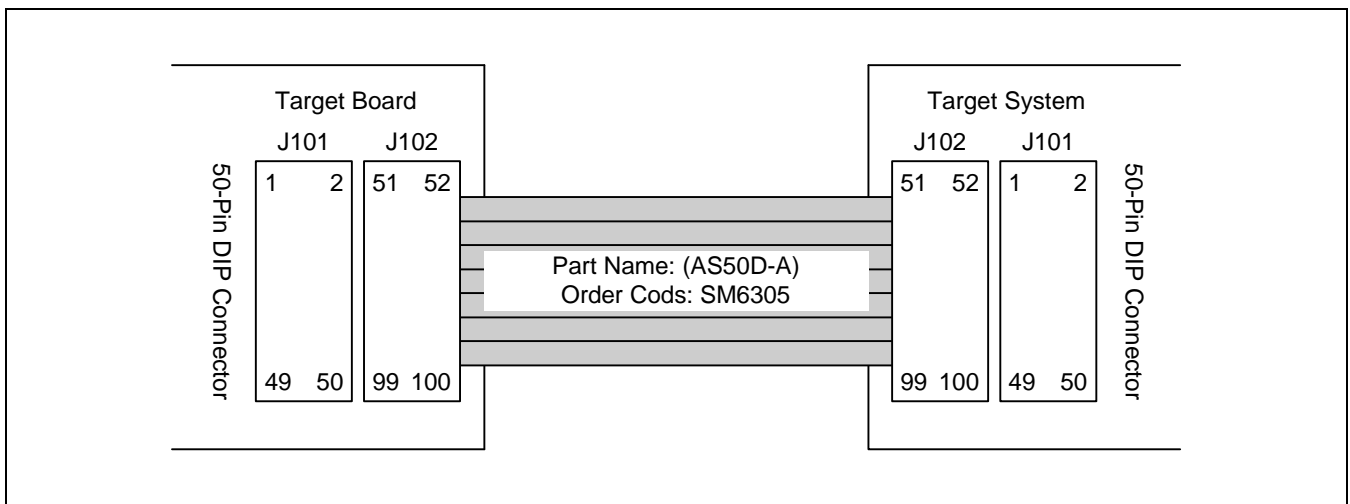 Target Board
J101 J102
50-Pin DIP Connector
1 2 51 52
49 50 99 100
Part Name: (AS50D-A)
Order Cods: SM6305
Target System
J102 J101
51 52 1 2
99 100 49 50
50-Pin DIP Connector